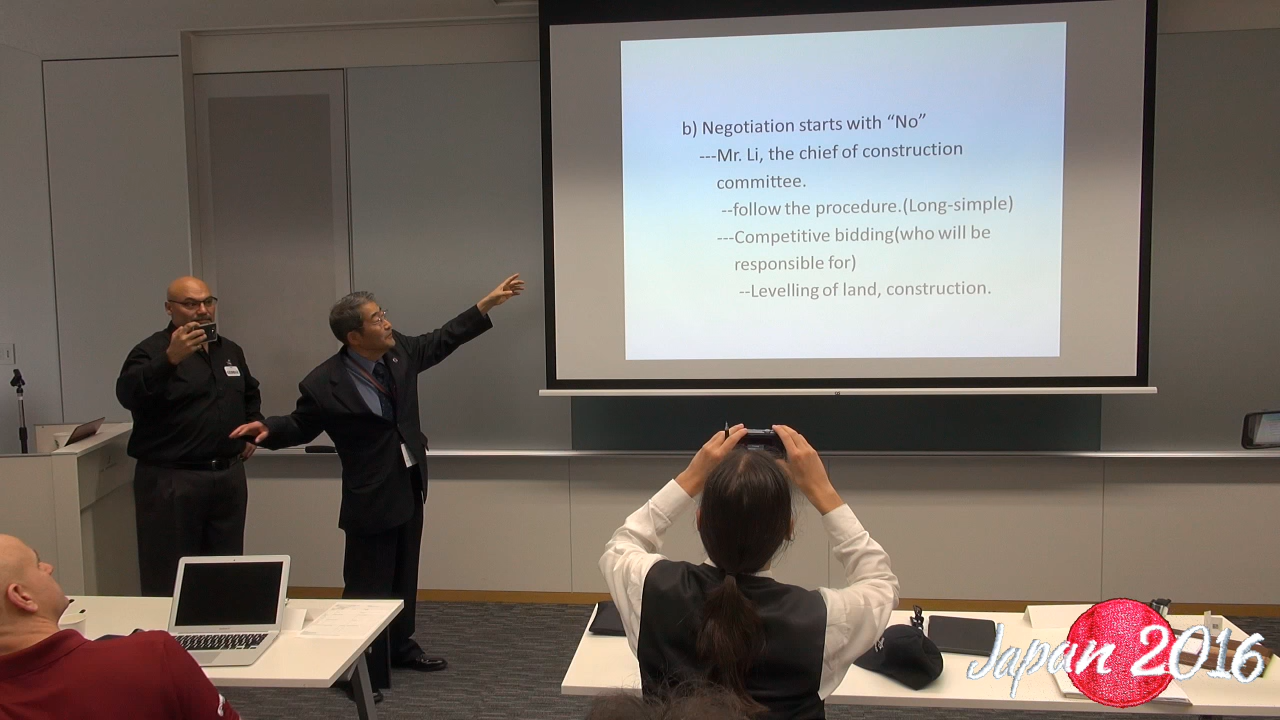 b) Negotiation starts with “No”
---Mr. Li, the chief of construction
committee.
--follow the procedure.(Long-simple)
---Competitive bidding(who will be
responsible for)
--Levelling of land, construction.
Japan 2016